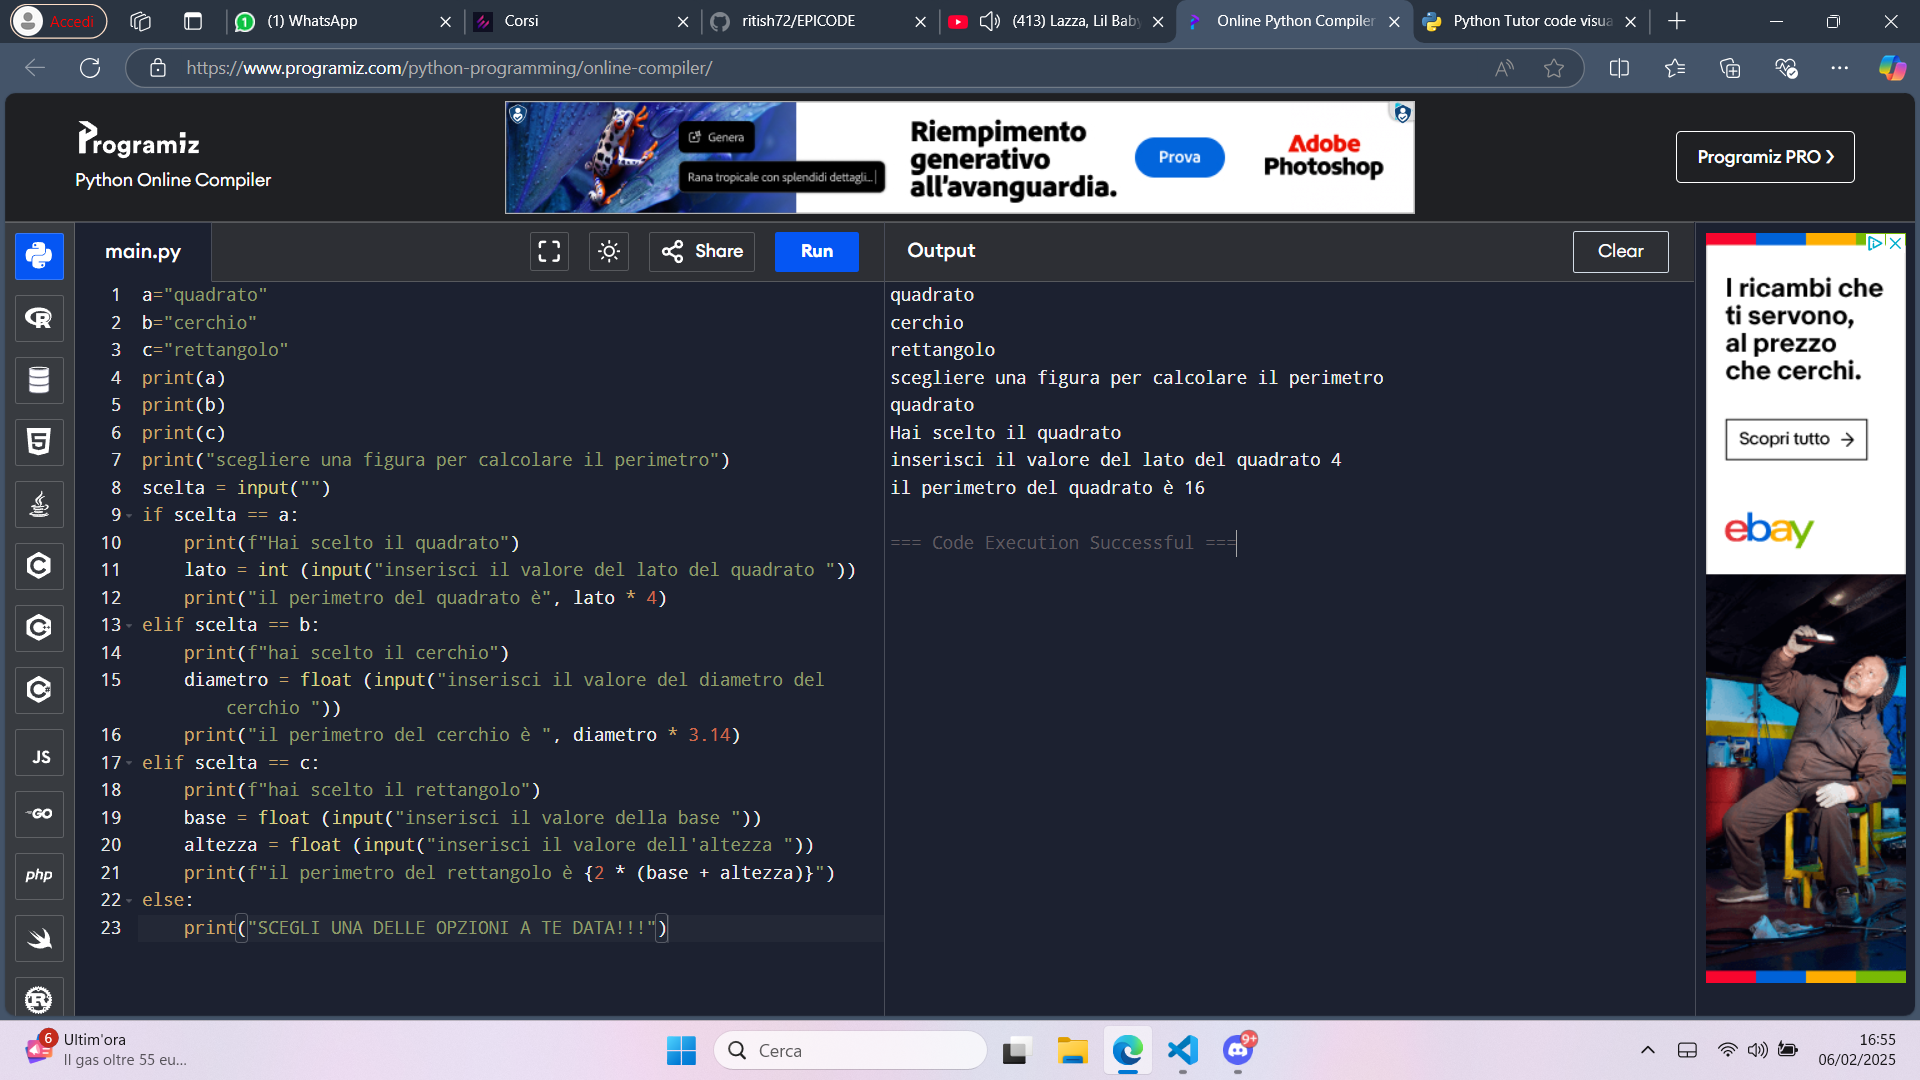 Accedi
(1) WhatsApp
Corsi
ritish72/EPICODE
(413) Lazza, Lil Baby
Online Python Compiler
Python Tutor code visua
https://www.programiz.com/python-programming/online-compiler/
Programiz
Python Online Compiler
Genera
Rana tropicale con splendidi dettagli...|
Riempimento
generativo
all'avanguardia.
Prova
Adobe
Photoshop
Programiz PRO ❯
main.py
Share
Run
Output
Clear
1 a="quadrato"
2 b="cerchio"
3 c="rettangolo"
4 print(a)
5 print(b)
6 print(c)
7 print("scegliere una figura per calcolare il perimetro")
8 scelta = input("")
9 if scelta == a:
10 print(f"Hai scelto il quadrato")
11 lato = int (input("inserisci il valore del lato del quadrato "))
12 print("il perimetro del quadrato è", lato * 4)
13 elif scelta == b:
14 print(f"hai scelto il cerchio")
15 diametro = float (input("inserisci il valore del diametro del
cerchio "))
16 print("il perimetro del cerchio è ", diametro * 3.14)
17 elif scelta == c:
18 print(f"hai scelto il rettangolo")
19 base = float (input("inserisci il valore della base "))
20 altezza = float (input("inserisci il valore dell'altezza "))
21 print(f"il perimetro del rettangolo è {2 * (base + altezza)}")
22 else:
23 print("SCEGLI UNA DELLE OPZIONI A TE DATA!!!")
quadrato
cerchio
rettangolo
scegliere una figura per calcolare il perimetro
quadrato
Hai scelto il quadrato
inserisci il valore del lato del quadrato 4
il perimetro del quadrato è 16
=== Code Execution Successful ===
I ricambi che
ti servono,
al prezzo
che cerchi.
Scopri tutto →
ebay
R
5
C
C
C
JS
GO
php
R
6
Ultim'ora
Il gas oltre 55 eu...
Cerca
9+
16:55
06/02/2025